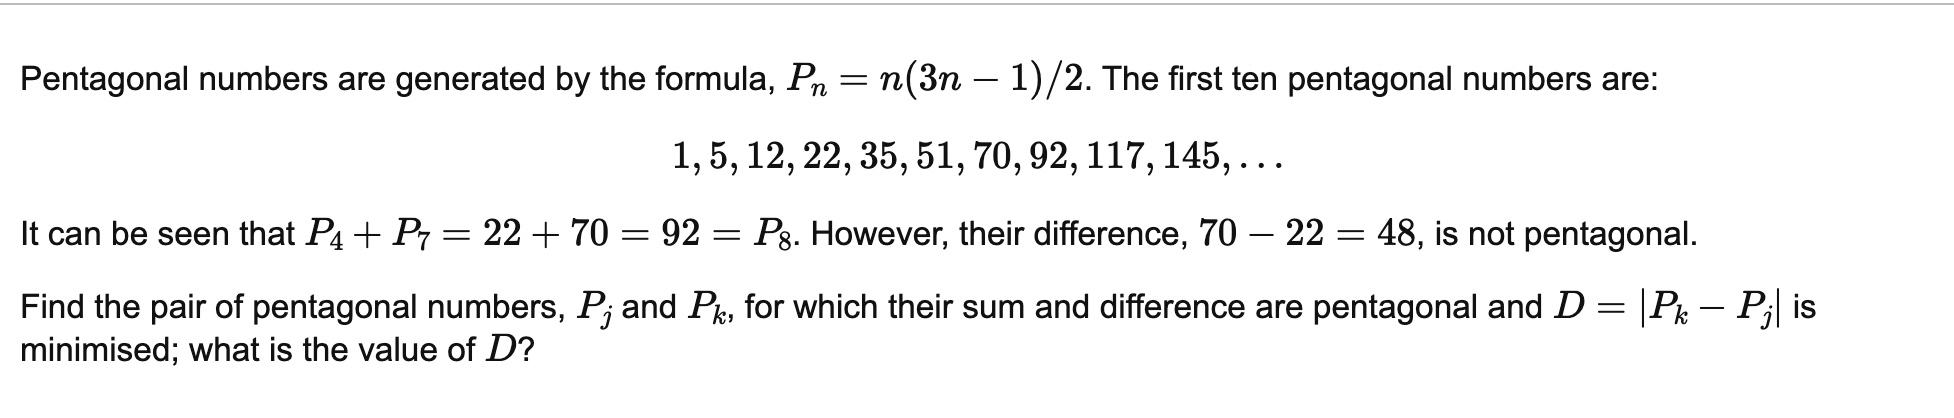 Pentagonal numbers are generated by the formula, Pₙ = n(3n − 1)/2. The first ten pentagonal numbers are:
1, 5, 12, 22, 35, 51, 70, 92, 117, 145, . . .
It can be seen that P₄ + P₇ = 22 + 70 = 92 = P₈. However, their difference, 70 − 22 = 48, is not pentagonal.
Find the pair of pentagonal numbers, Pⱼ and Pₖ, for which their sum and difference are pentagonal and D = |Pₖ − Pⱼ| is
minimised; what is the value of D?